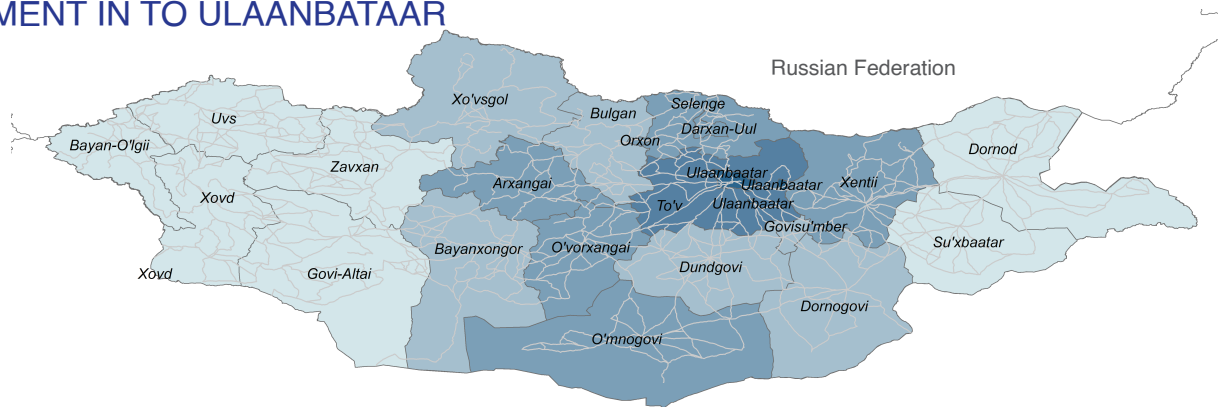 MENT IN TO ULAANBATAAR
Russian Federation
Xo'vsgol
Selenge
Bulgan
Uvs
Darxan-Uul
Orxon
Bayan-O'lgii
Dornod
Zavxan
Ulaanbaatar
Arxangai
Ulaanbaatar
Xentii
Xovd
To'v
Ulaanbaatar
Govisu'mber
Su'xbaatar
O'vorxangai
Bayanxongor
Dundgovi
Xovd
Govi-Altai
Dornogovi
O'mnogovi